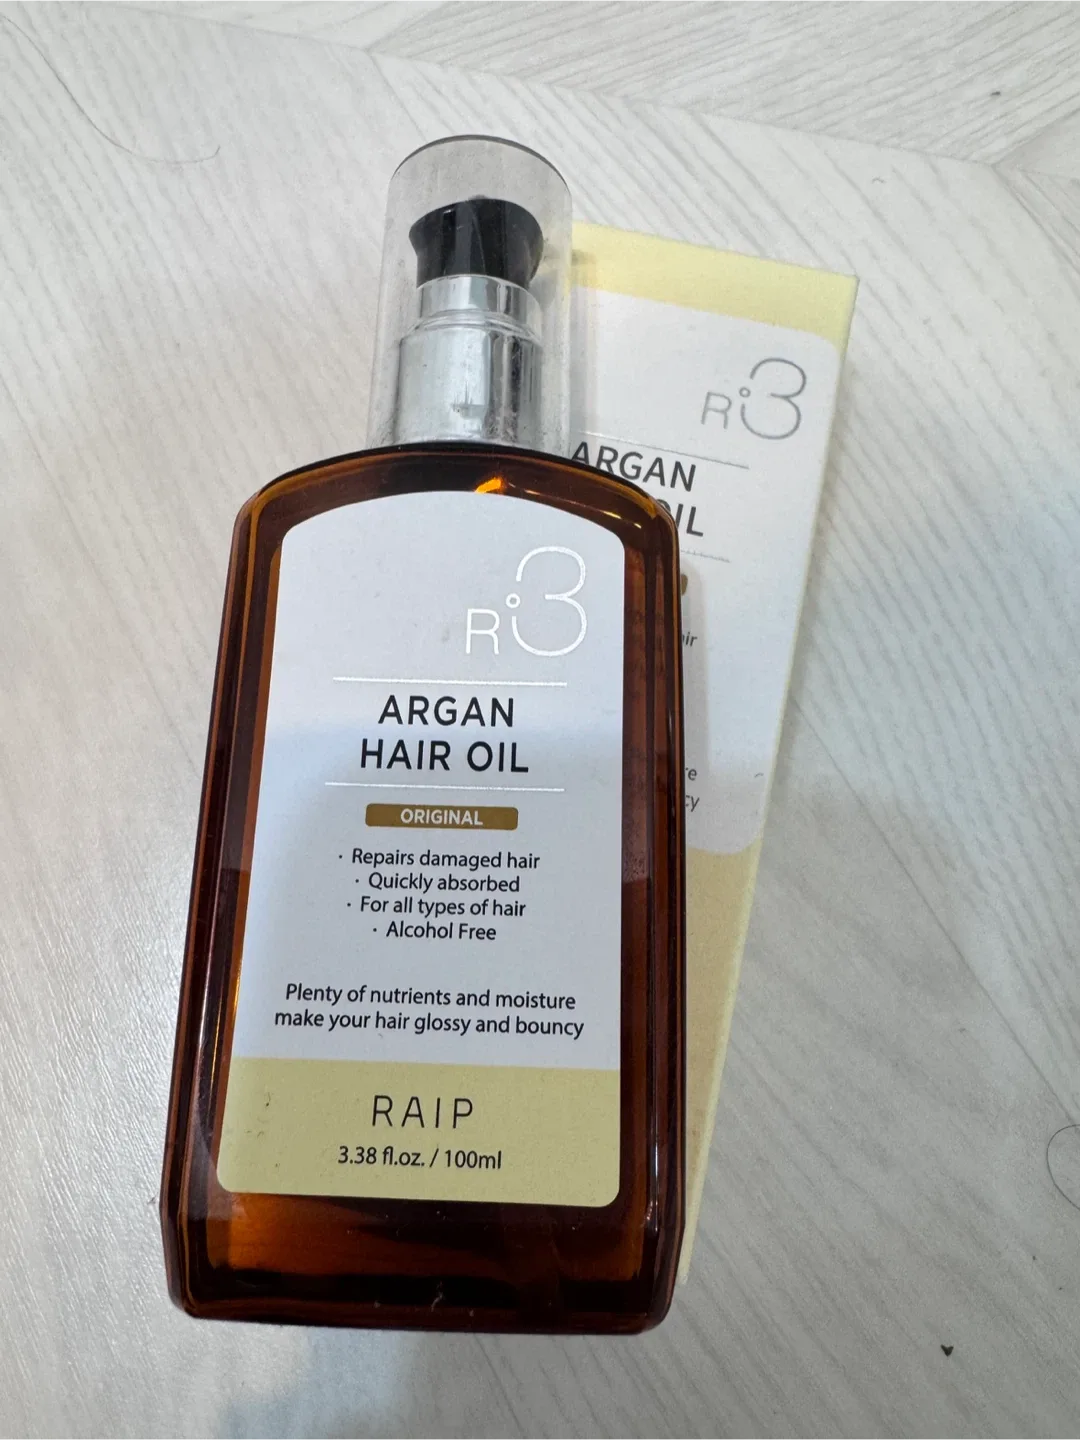 R3
ARGAN
HAIR OIL
ORIGINAL
· Repairs damaged hair
· Quickly absorbed
· For all types of hair
· Alcohol Free
Plenty of nutrients and moisture
make your hair glossy and bouncy
RAIP
3.38 fl.oz. / 100ml
R3
ARGAN
OIL